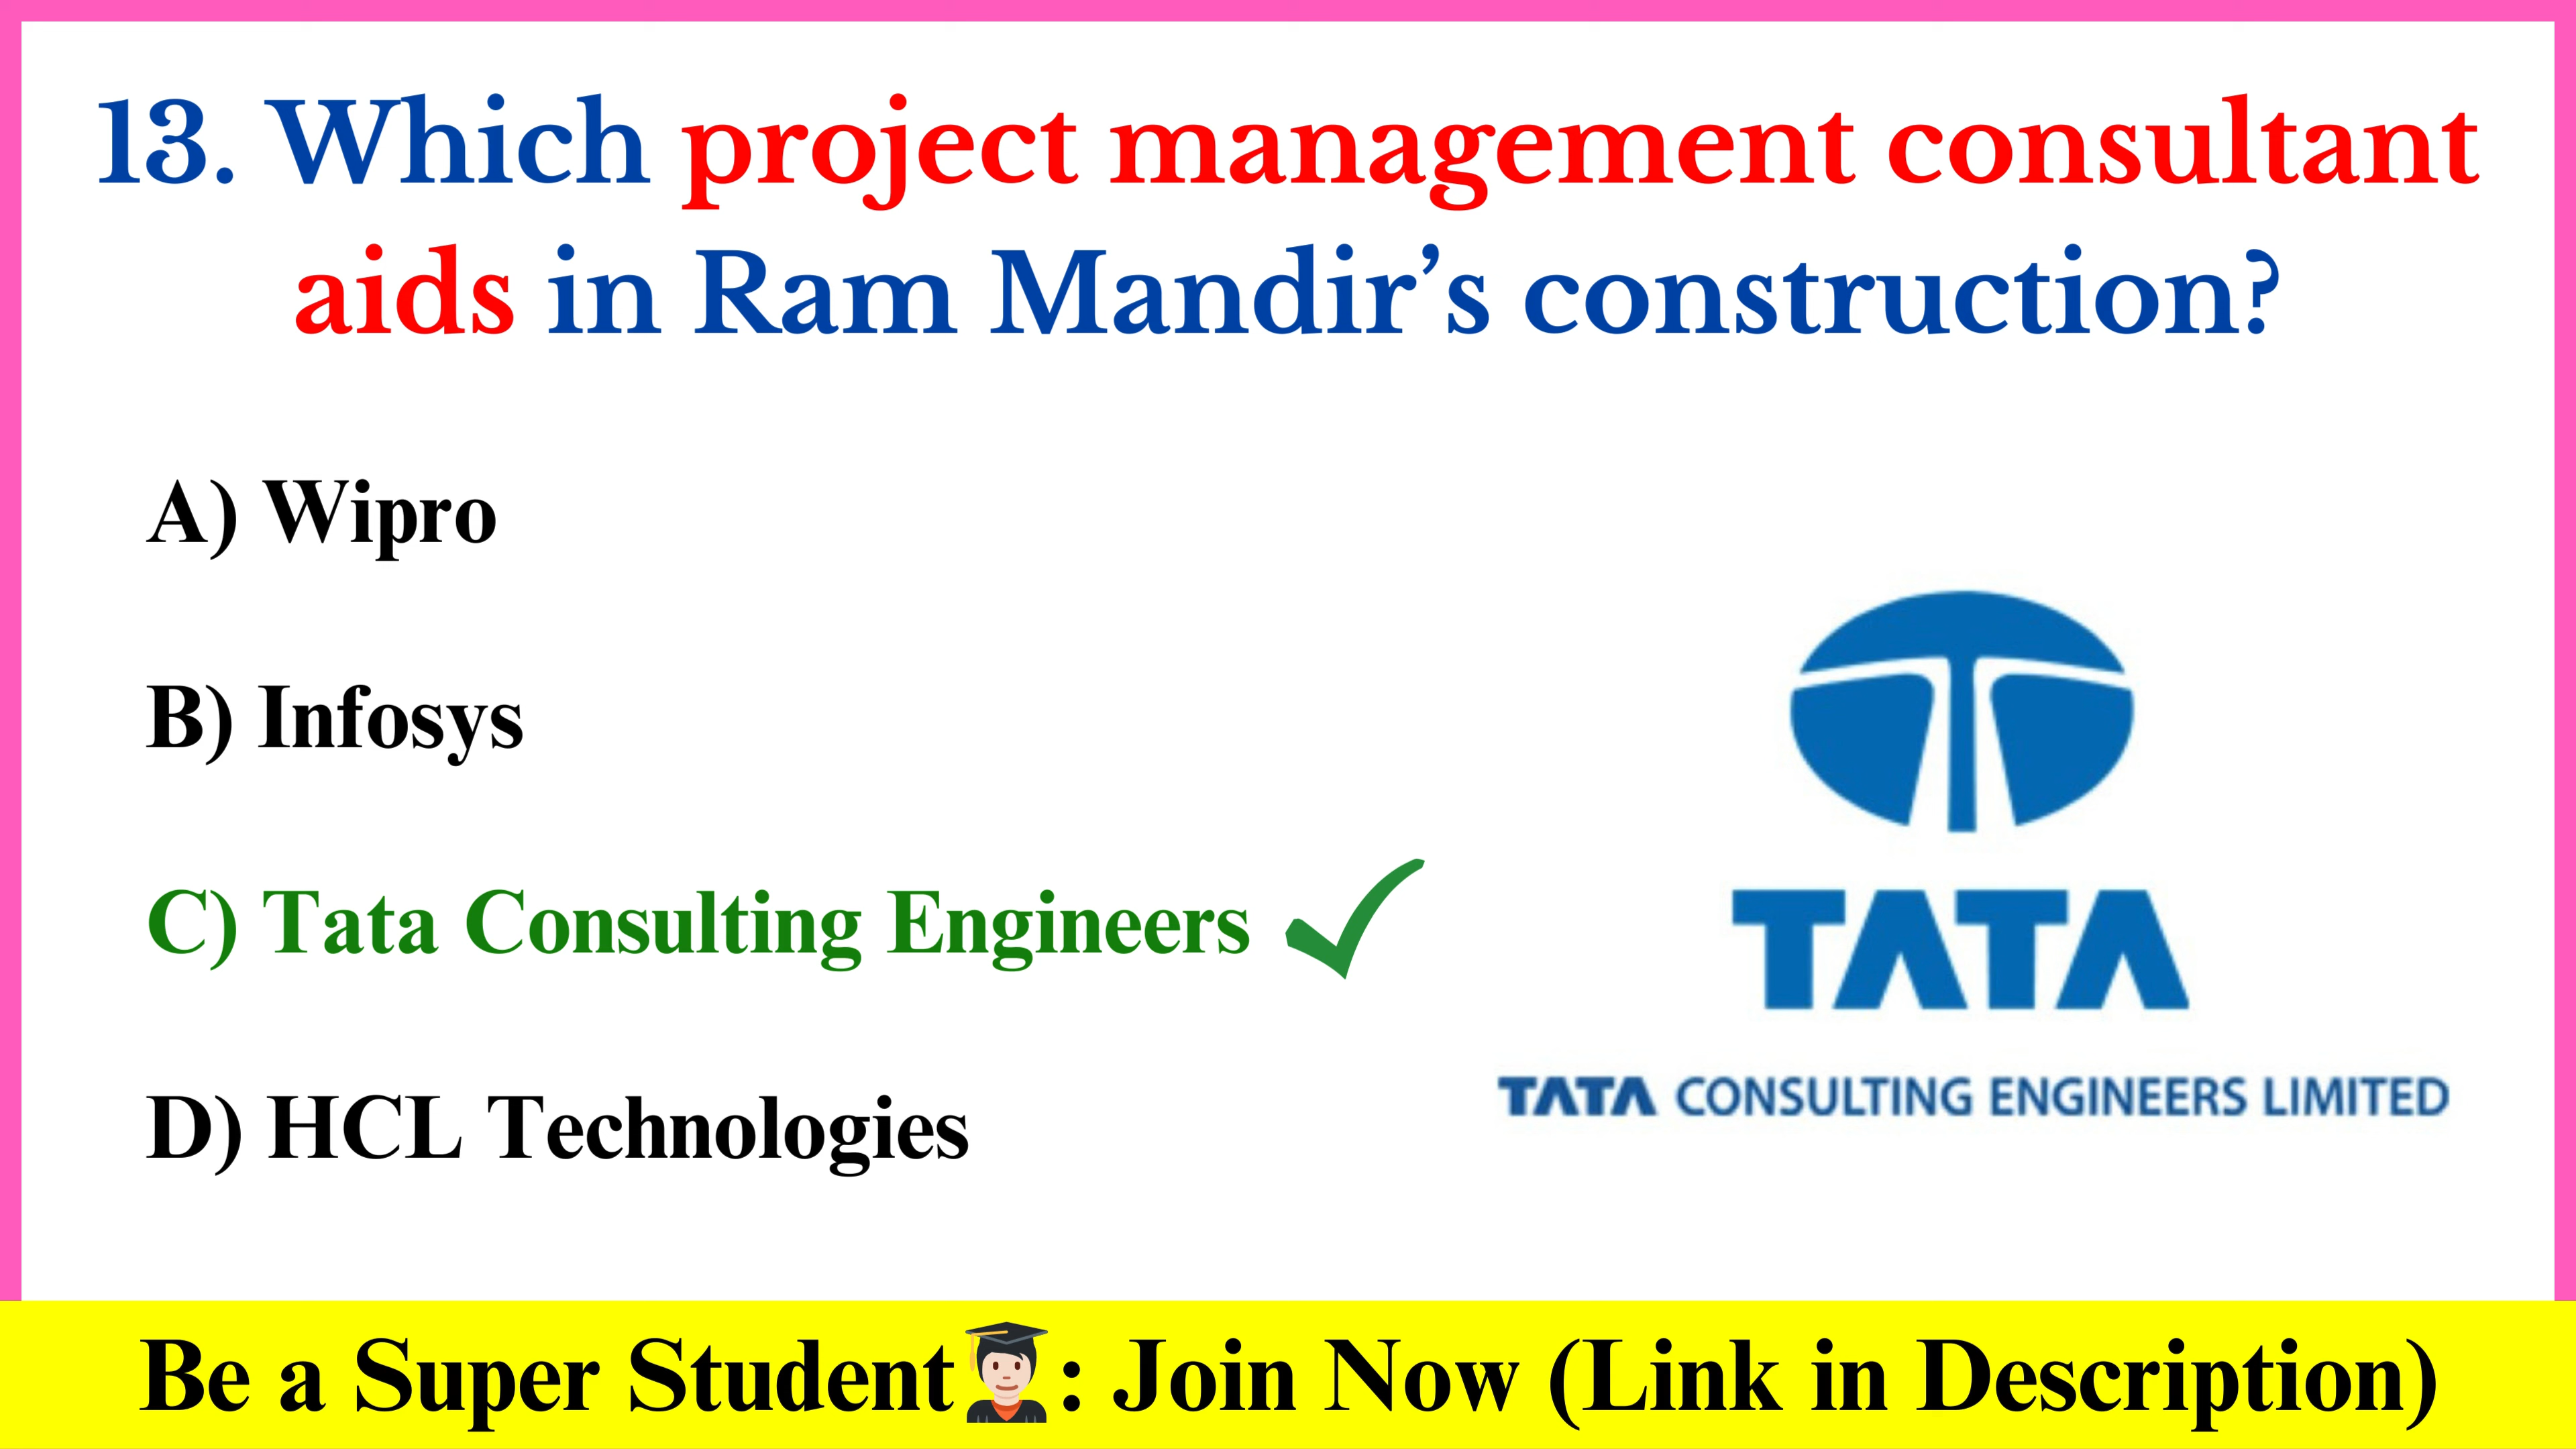 13. Which project management consultant
aids in Ram Mandir’s construction?
A) Wipro
B) Infosys
C) Tata Consulting Engineers
D) HCL Technologies
TATA
TATA CONSULTING ENGINEERS LIMITED
Be a Super Student: Join Now (Link in Description)